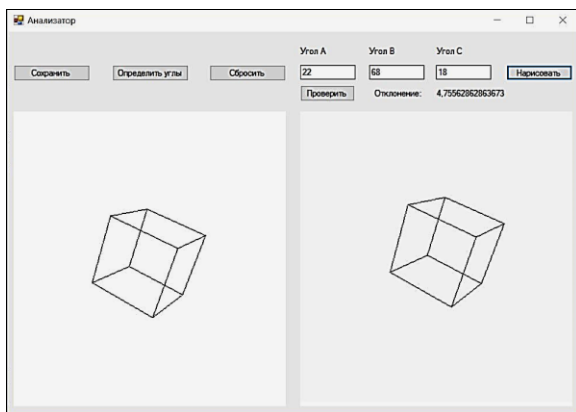 Анализатор
Угол A Угол B Угол C
Сохранить Определить углы Сбросить 22 68 18 Нарисовать
Проверить Отклонение: 4,75562862863673